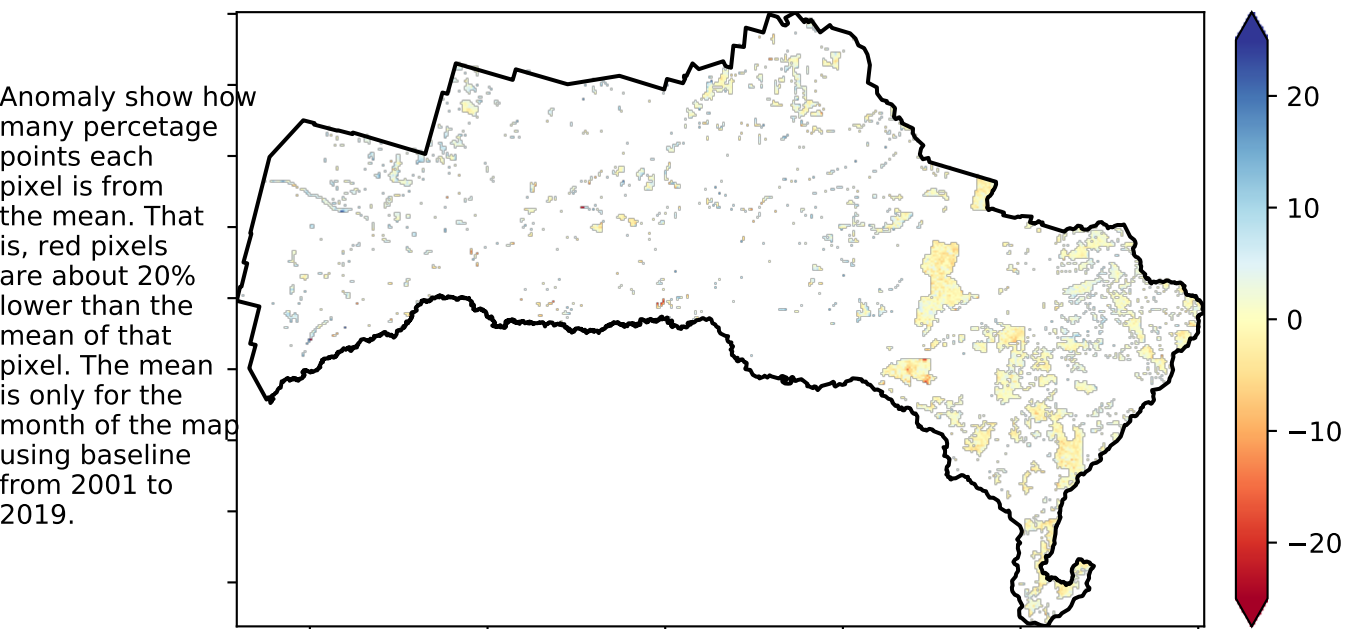 Anomaly show how
many percetage
points each
pixel is from
the mean. That
is, red pixels
are about 20%
lower than the
mean of that
pixel. The mean
is only for the
month of the map
using baseline
from 2001 to
2019.
20
10
0
−10
−20